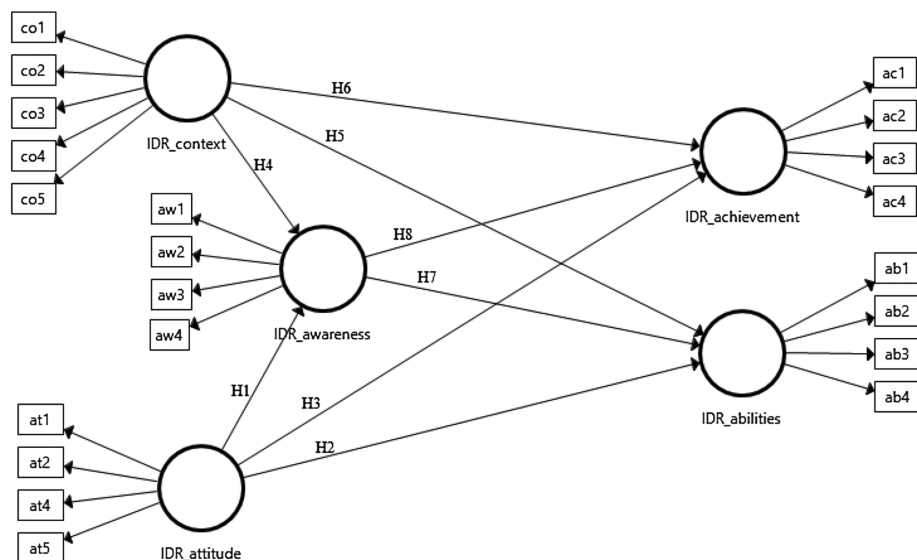 co1
co2
co3
co4
co5
IDR_context
H6
H5
H4
ac1
ac2
ac3
ac4
IDR_achievement
aw1
aw2
aw3
aw4
IDR_awareness
H8
H7
ab1
ab2
ab3
ab4
IDR_abilities
H1
H3
H2
at1
at2
at4
at5
IDR_attitude